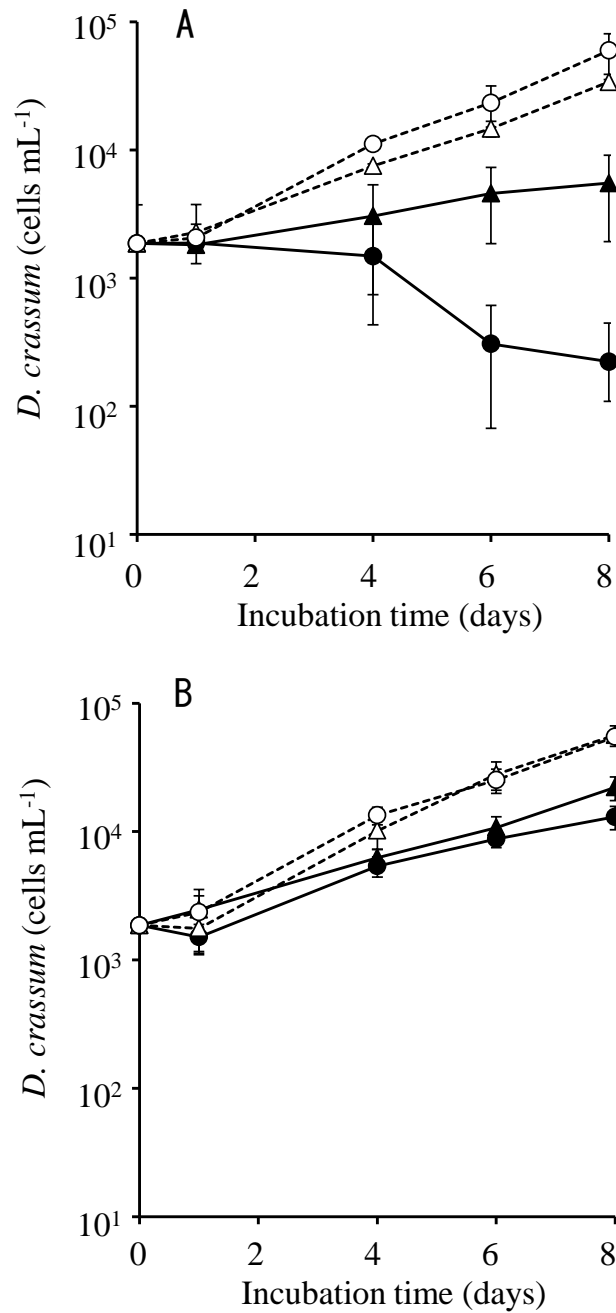 A
10⁵
10⁴
10³
10²
10¹
D. crassum (cells mL⁻¹)
0 2 4 6 8
Incubation time (days)
B
10⁵
10⁴
10³
10²
10¹
D. crassum (cells mL⁻¹)
0 2 4 6 8
Incubation time (days)